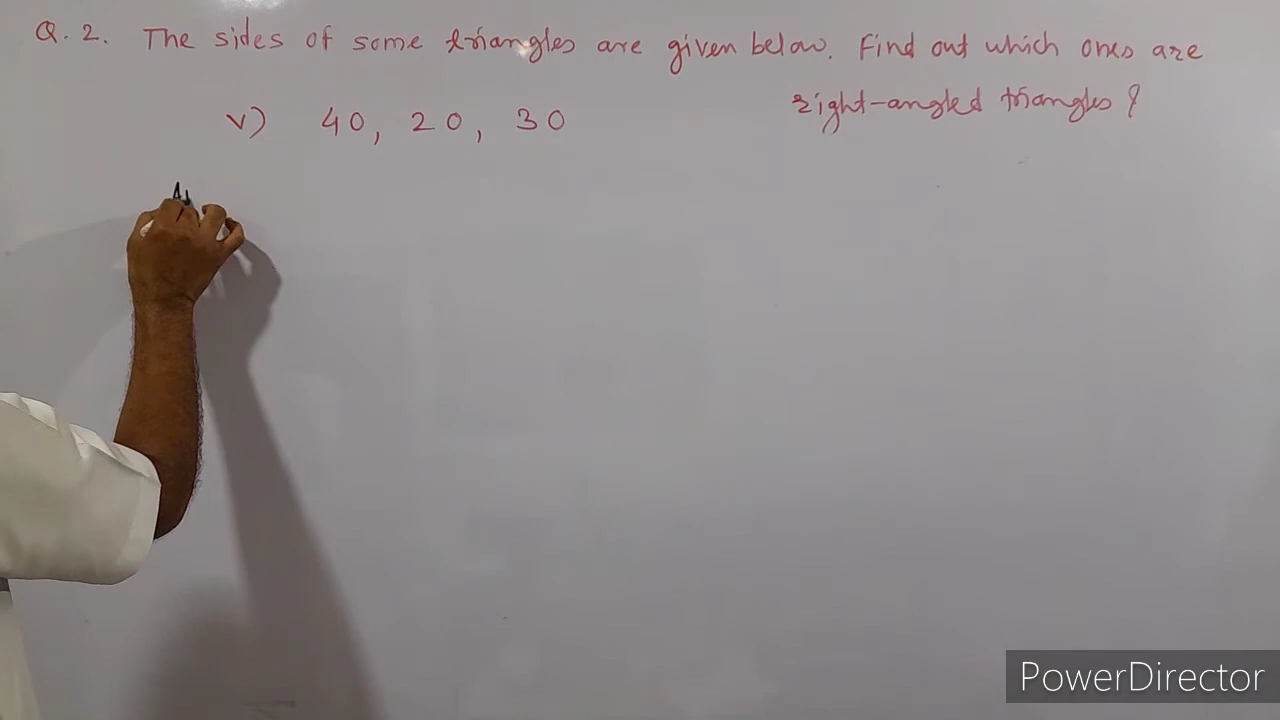 Q. 2. The sides of some triangles are given below. Find out which ones are
right-angled triangles ?
v) 40, 20, 30
PowerDirector